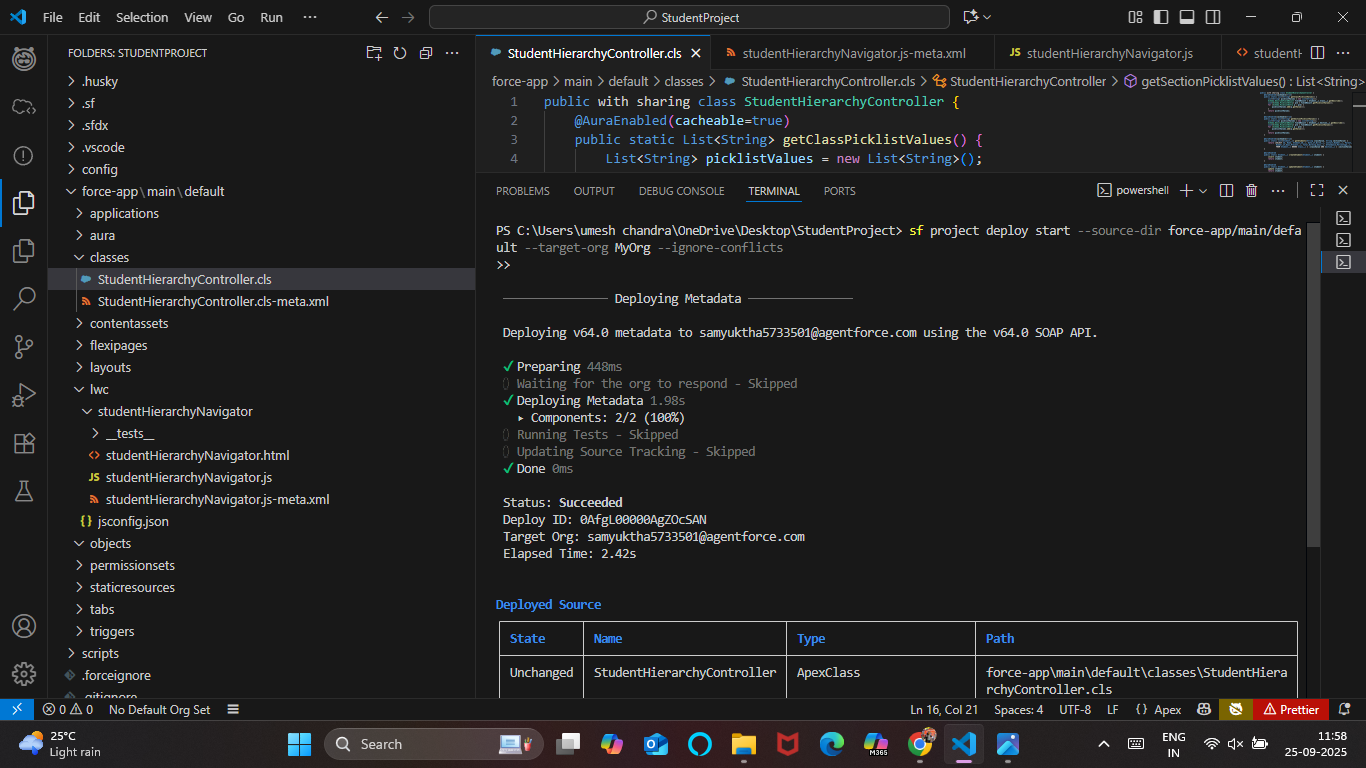 File Edit Selection View Go Run ···
StudentProject
FOLDERS: STUDENTPROJECT
.husky
.sf
.sfdx
.vscode
config
force-app\main\default
applications
aura
classes
StudentHierarchyController.cls
StudentHierarchyController.cls-meta.xml
contentassets
flexipages
layouts
lwc
studentHierarchyNavigator
__tests__
studentHierarchyNavigator.html
JS studentHierarchyNavigator.js
studentHierarchyNavigator.js-meta.xml
{} jsconfig.json
objects
permissionsets
staticresources
tabs
triggers
scripts
.forceignore
.gitignore
StudentHierarchyController.cls
studentHierarchyNavigator.js-meta.xml
JS studentHierarchyNavigator.js
studentH
force-app > main > default > classes > StudentHierarchyController.cls > StudentHierarchyController > getSectionPicklistValues() : List<String>
1 public with sharing class StudentHierarchyController {
2 @AuraEnabled(cacheable=true)
3 public static List<String> getClassPicklistValues() {
4 List<String> picklistValues = new List<String>();
PROBLEMS OUTPUT DEBUG CONSOLE TERMINAL PORTS
powershell
PS C:\Users\umesh chandra\OneDrive\Desktop\StudentProject> sf project deploy start --source-dir force-app/main/defa
ult --target-org MyOrg --ignore-conflicts
>>
Deploying Metadata
Deploying v64.0 metadata to samyuktha5733501@agentforce.com using the v64.0 SOAP API.
✓ Preparing 448ms
Waiting for the org to respond - Skipped
✓ Deploying Metadata 1.98s
▸ Components: 2/2 (100%)
Running Tests - Skipped
Updating Source Tracking - Skipped
✓ Done 0ms
Status: Succeeded
Deploy ID: 0AfgL00000AgZOcSAN
Target Org: samyuktha5733501@agentforce.com
Elapsed Time: 2.42s
Deployed Source
State Name Type Path
Unchanged StudentHierarchyController ApexClass force-app\main\default\classes\StudentHiera
rchyController.cls
0 0 No Default Org Set
Ln 16, Col 21 Spaces: 4 UTF-8 LF {} Apex Prettier
25°C
Light rain
Search
M365
ENG
IN
11:58
25-09-2025